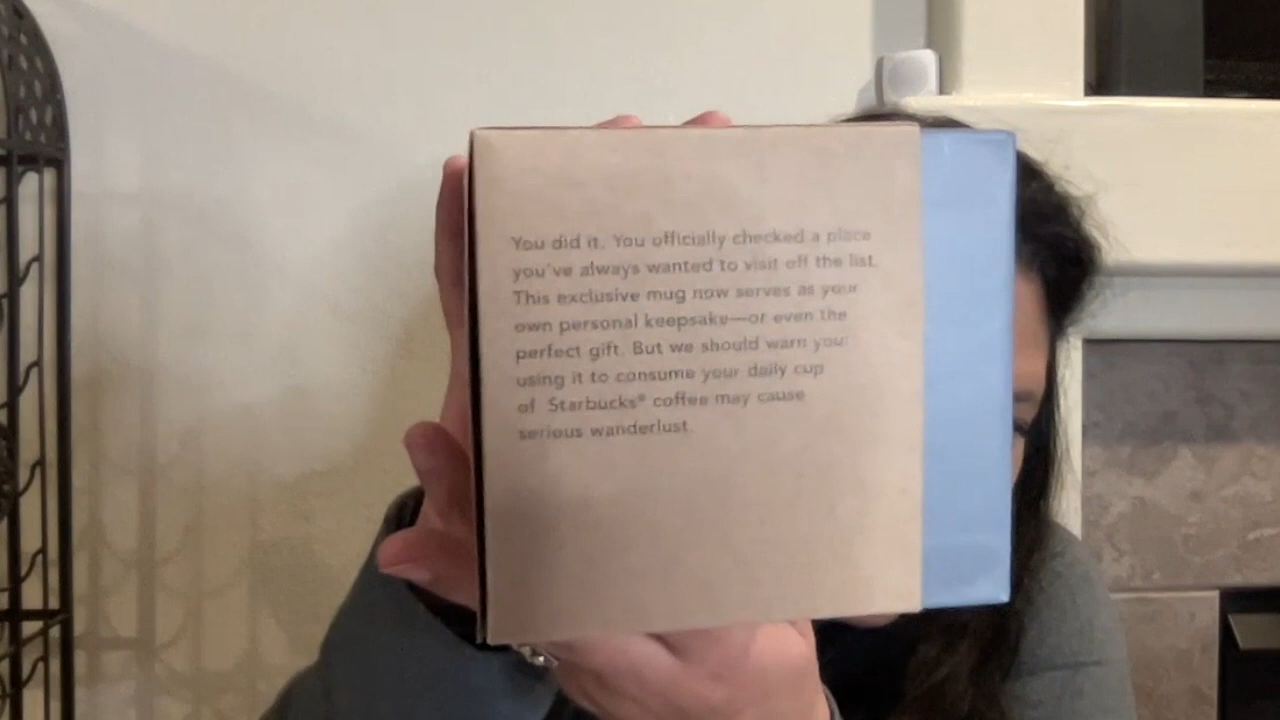 You did it. You officially checked a place
you've always wanted to visit off the list.
This exclusive mug now serves as your
own personal keepsake—or even the
perfect gift. But we should warn you:
using it to consume your daily cup
of Starbucks® coffee may cause
serious wanderlust.